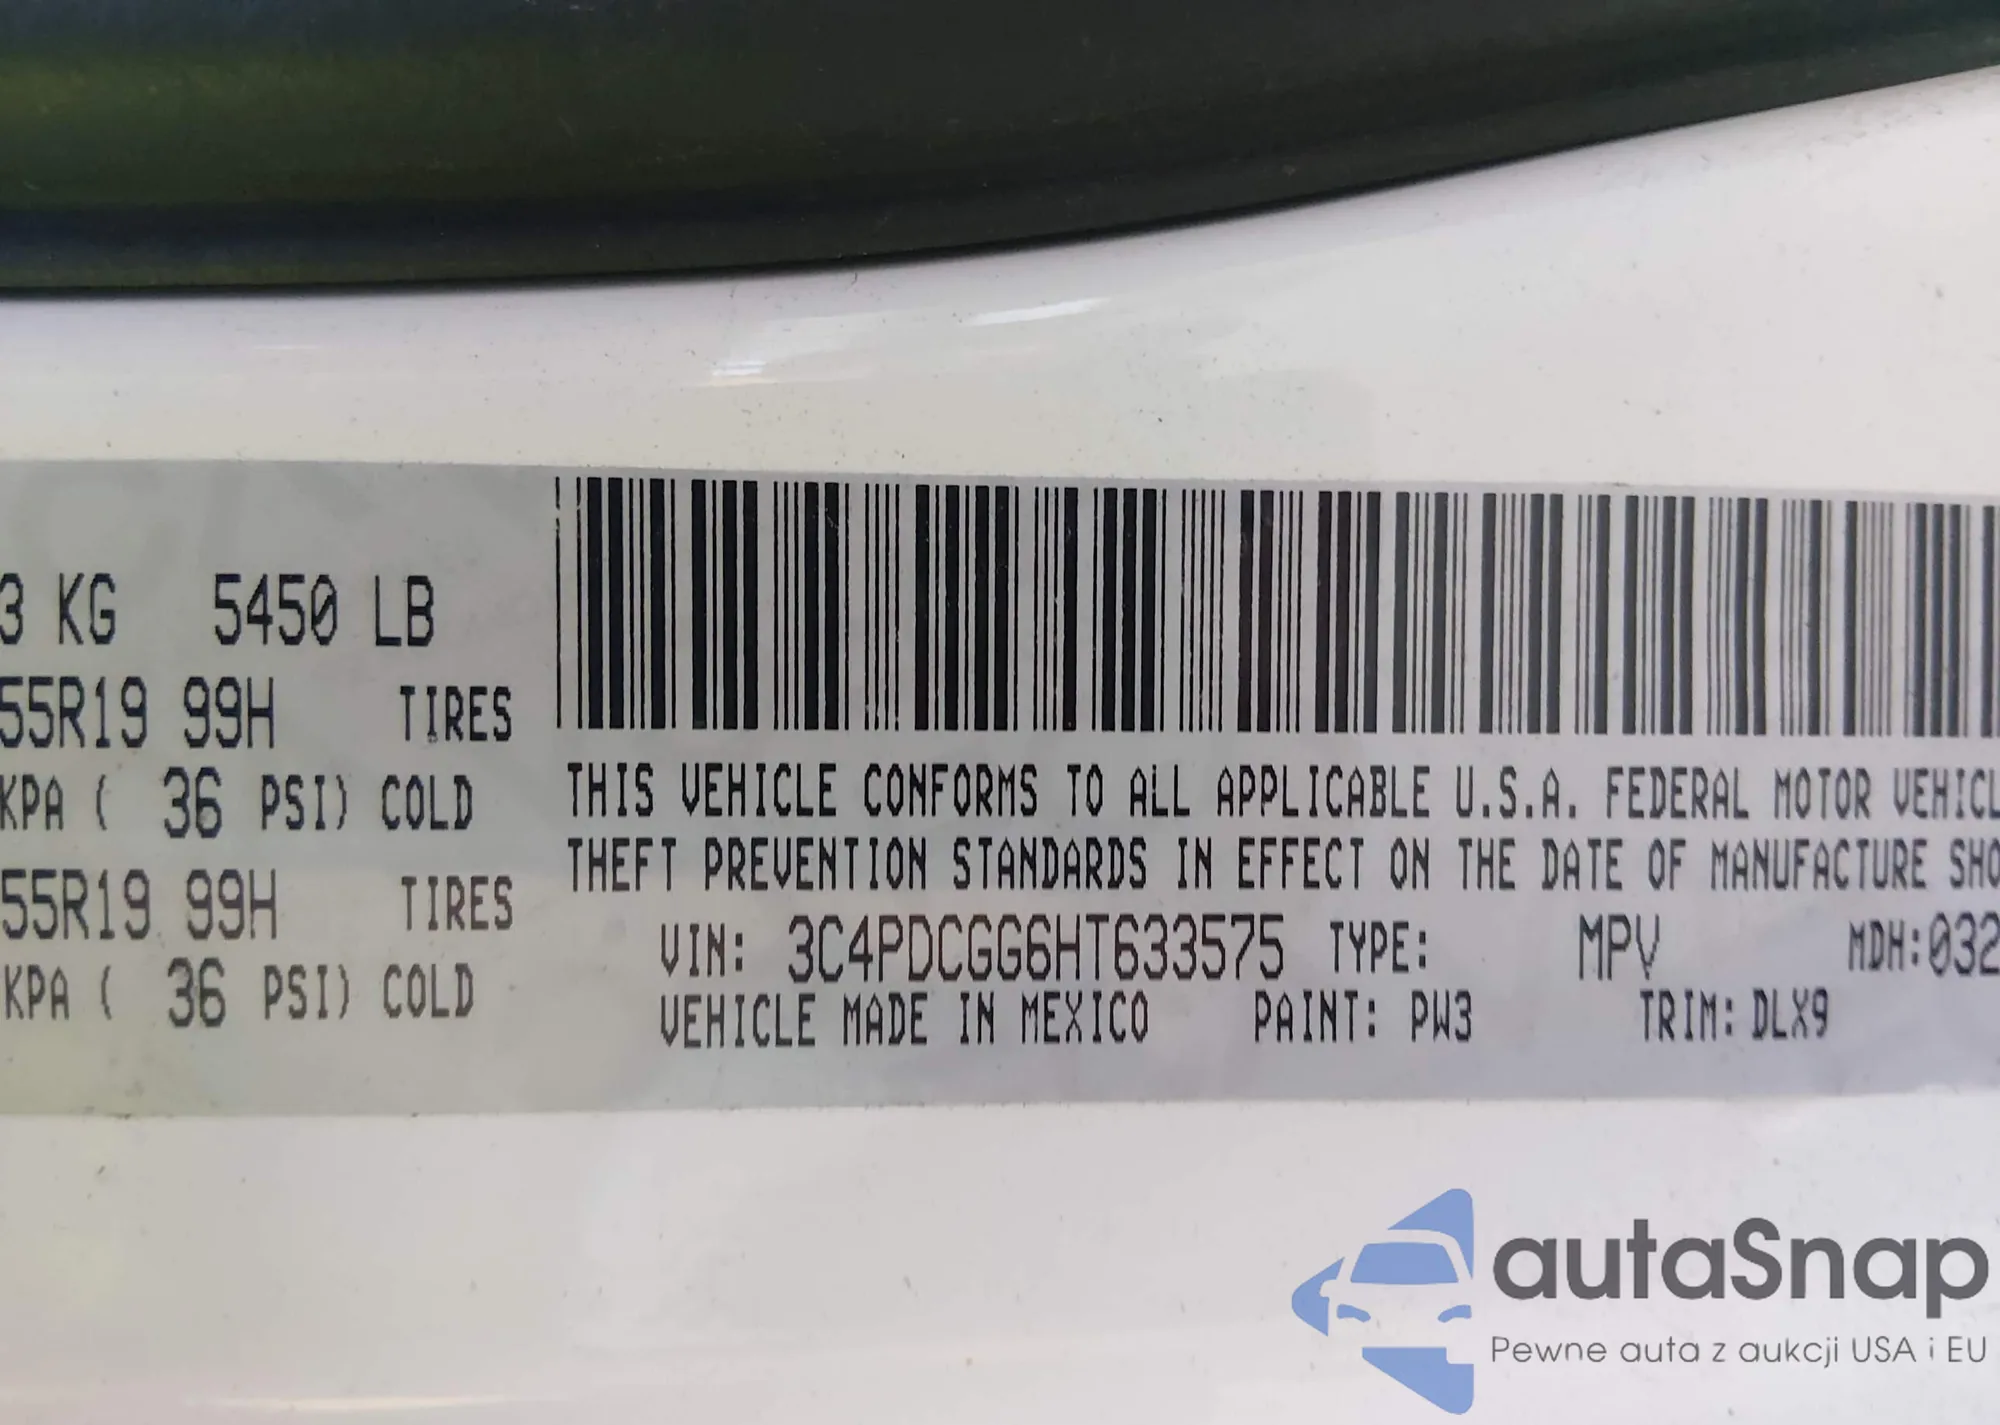 3 KG 5450 LB
55R19 99H TIRES
KPA ( 36 PSI) COLD
55R19 99H TIRES
KPA ( 36 PSI) COLD
THIS VEHICLE CONFORMS TO ALL APPLICABLE U.S.A. FEDERAL MOTOR VEHICL
THEFT PREVENTION STANDARDS IN EFFECT ON THE DATE OF MANUFACTURE SHO
VIN: 3C4PDCGG6HT633575 TYPE: MPV MDH:032
VEHICLE MADE IN MEXICO PAINT: PW3 TRIM: DLX9
autaSnap
Pewne auta z aukcji USA i EU